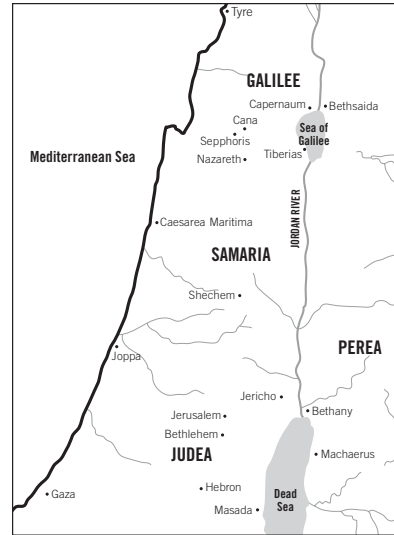 Tyre
GALILEE
Capernaum
Bethsaida
Cana
Sea of
Galilee
Sepphoris
Mediterranean Sea
Nazareth
Tiberias
JORDAN RIVER
Caesarea Maritima
SAMARIA
Shechem
PEREA
Joppa
Jericho
Jerusalem
Bethany
Bethlehem
JUDEA
Machaerus
Hebron
Gaza
Dead
Sea
Masada